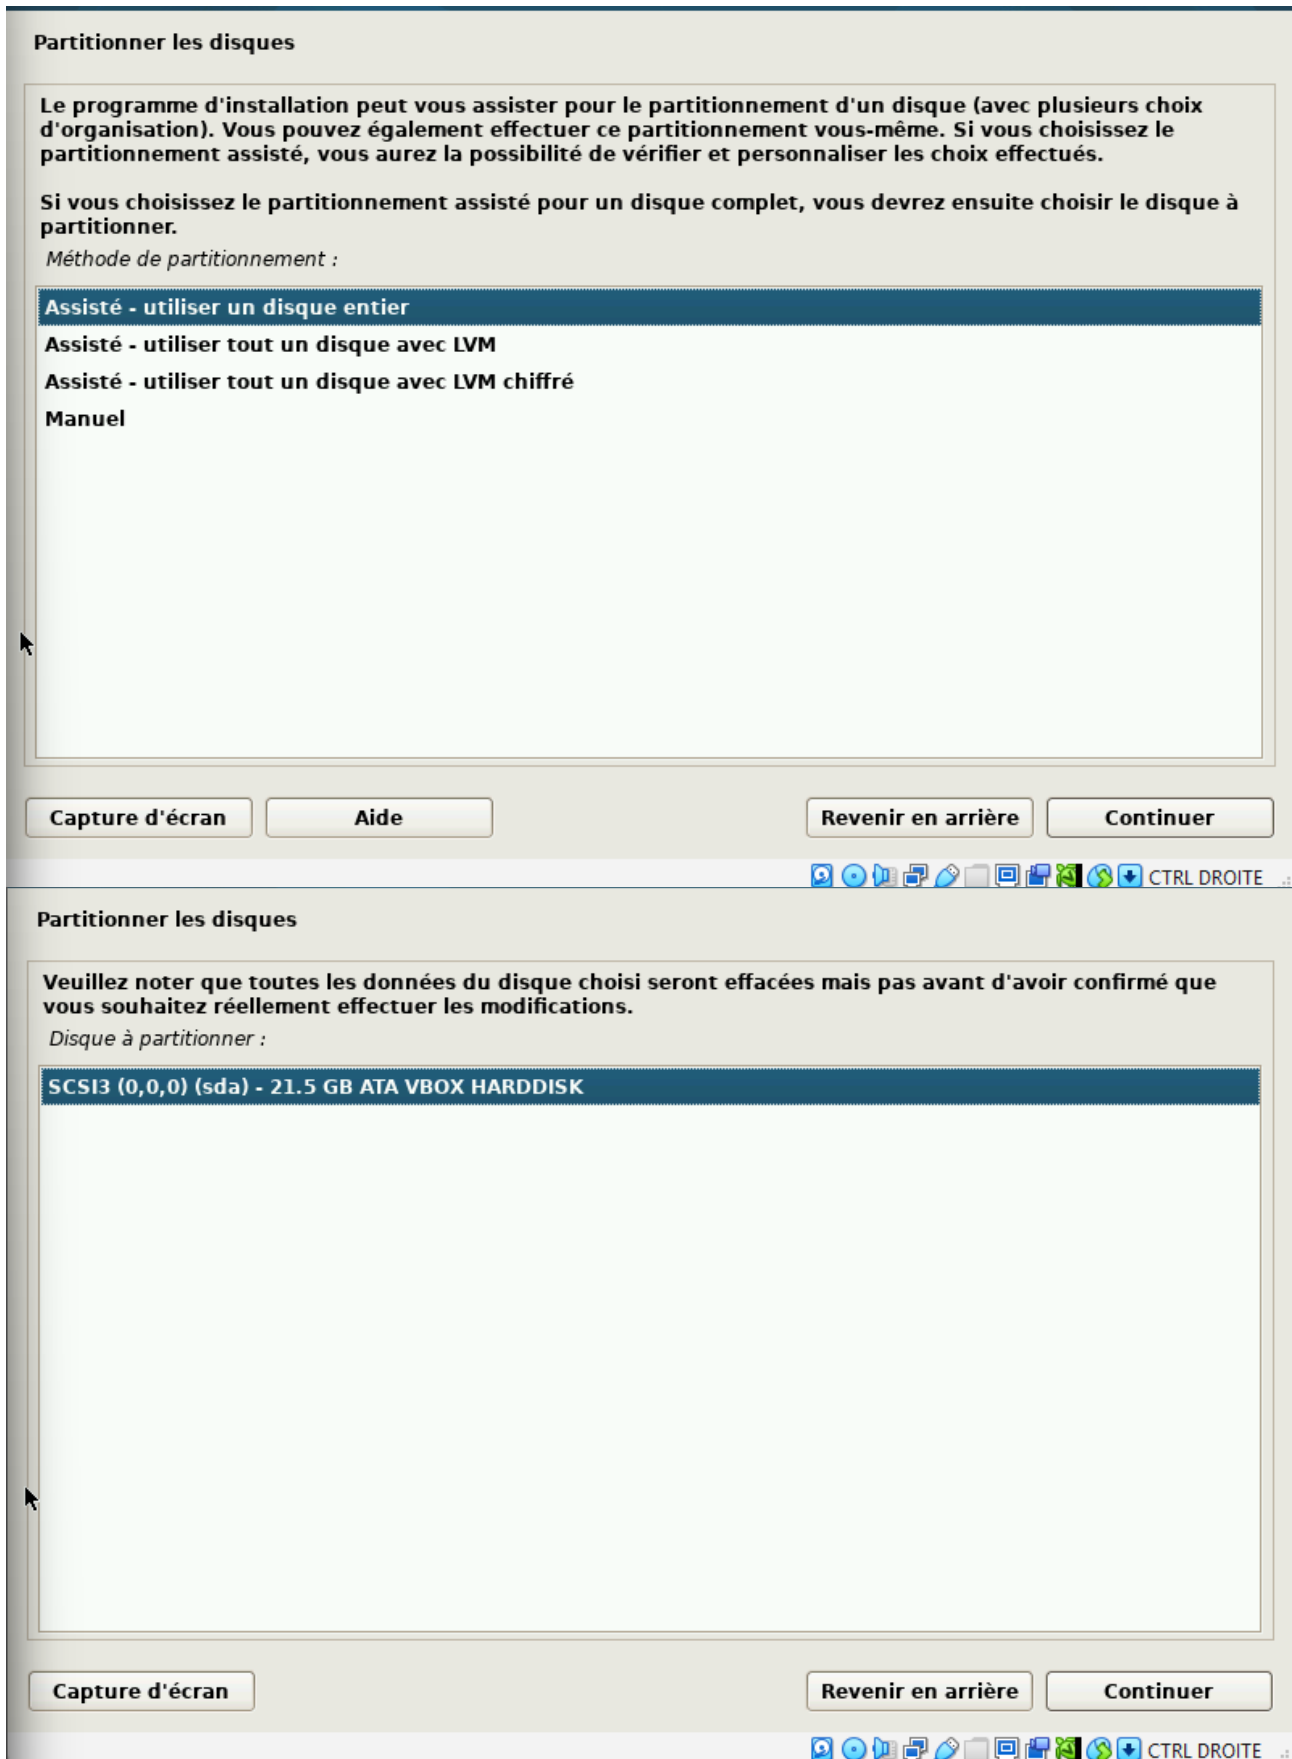 Partitionner les disques
Le programme d'installation peut vous assister pour le partitionnement d'un disque (avec plusieurs choix
d'organisation). Vous pouvez également effectuer ce partitionnement vous-même. Si vous choisissez le
partitionnement assisté, vous aurez la possibilité de vérifier et personnaliser les choix effectués.
Si vous choisissez le partitionnement assisté pour un disque complet, vous devrez ensuite choisir le disque à
partitionner.
Méthode de partitionnement :
Assisté - utiliser un disque entier
Assisté - utiliser tout un disque avec LVM
Assisté - utiliser tout un disque avec LVM chiffré
Manuel
Capture d'écran Aide Revenir en arrière Continuer
CTRL DROITE
Partitionner les disques
Veuillez noter que toutes les données du disque choisi seront effacées mais pas avant d'avoir confirmé que
vous souhaitez réellement effectuer les modifications.
Disque à partitionner :
SCSI3 (0,0,0) (sda) - 21.5 GB ATA VBOX HARDDISK
Capture d'écran Revenir en arrière Continuer
CTRL DROITE